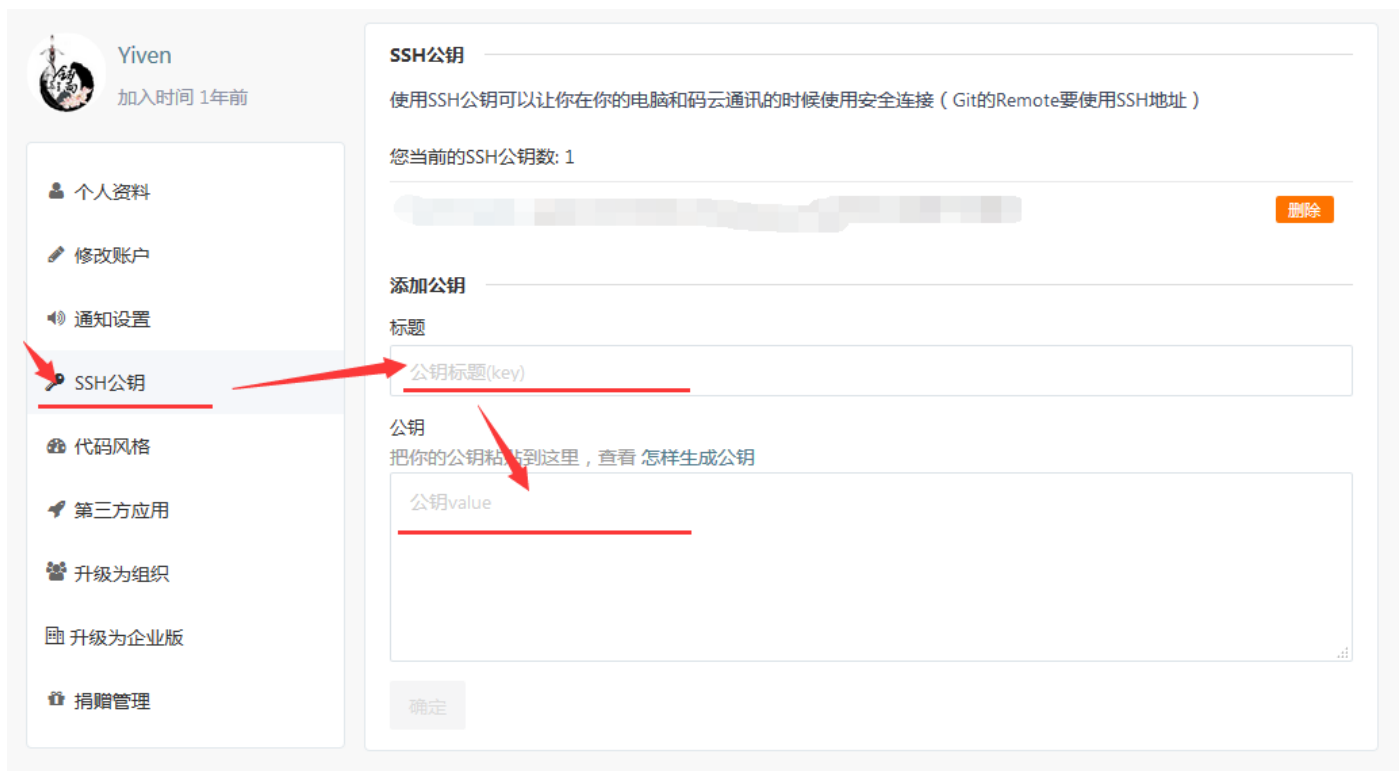 Yiven
加入时间 1年前
个人资料
修改账户
通知设置
SSH公钥
代码风格
第三方应用
升级为组织
升级为企业版
捐赠管理
SSH公钥
使用SSH公钥可以让你在你的电脑和码云通讯的时候使用安全连接（Git的Remote要使用SSH地址）
您当前的SSH公钥数: 1
删除
添加公钥
标题
公钥标题(key)
公钥
把你的公钥粘贴到这里，查看 怎样生成公钥
公钥value
确定